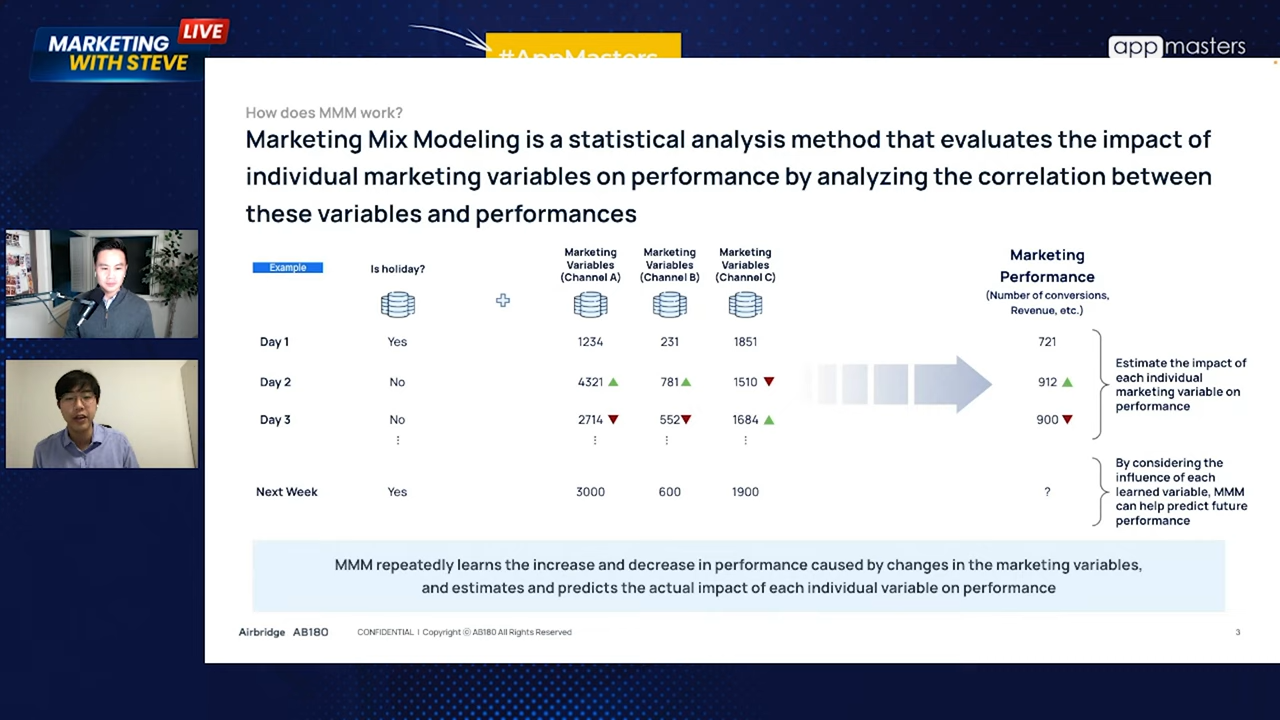 MARKETING LIVE
WITH STEVE
#AppMasters
appmasters
How does MMM work?
Marketing Mix Modeling is a statistical analysis method that evaluates the impact of
individual marketing variables on performance by analyzing the correlation between
these variables and performances
Example
Is holiday?
Marketing Variables (Channel A)
Marketing Variables (Channel B)
Marketing Variables (Channel C)
Marketing Performance
(Number of conversions, Revenue, etc.)
Day 1 Yes 1234 231 1851 721
Day 2 No 4321 781 1510 912
Day 3 No 2714 552 1684 900
Estimate the impact of
each individual
marketing variable on
performance
Next Week Yes 3000 600 1900 ?
By considering the
influence of each
learned variable, MMM
can help predict future
performance
MMM repeatedly learns the increase and decrease in performance caused by changes in the marketing variables,
and estimates and predicts the actual impact of each individual variable on performance
Airbridge AB180 CONFIDENTIAL | Copyright ⓒ AB180 All Rights Reserved 3